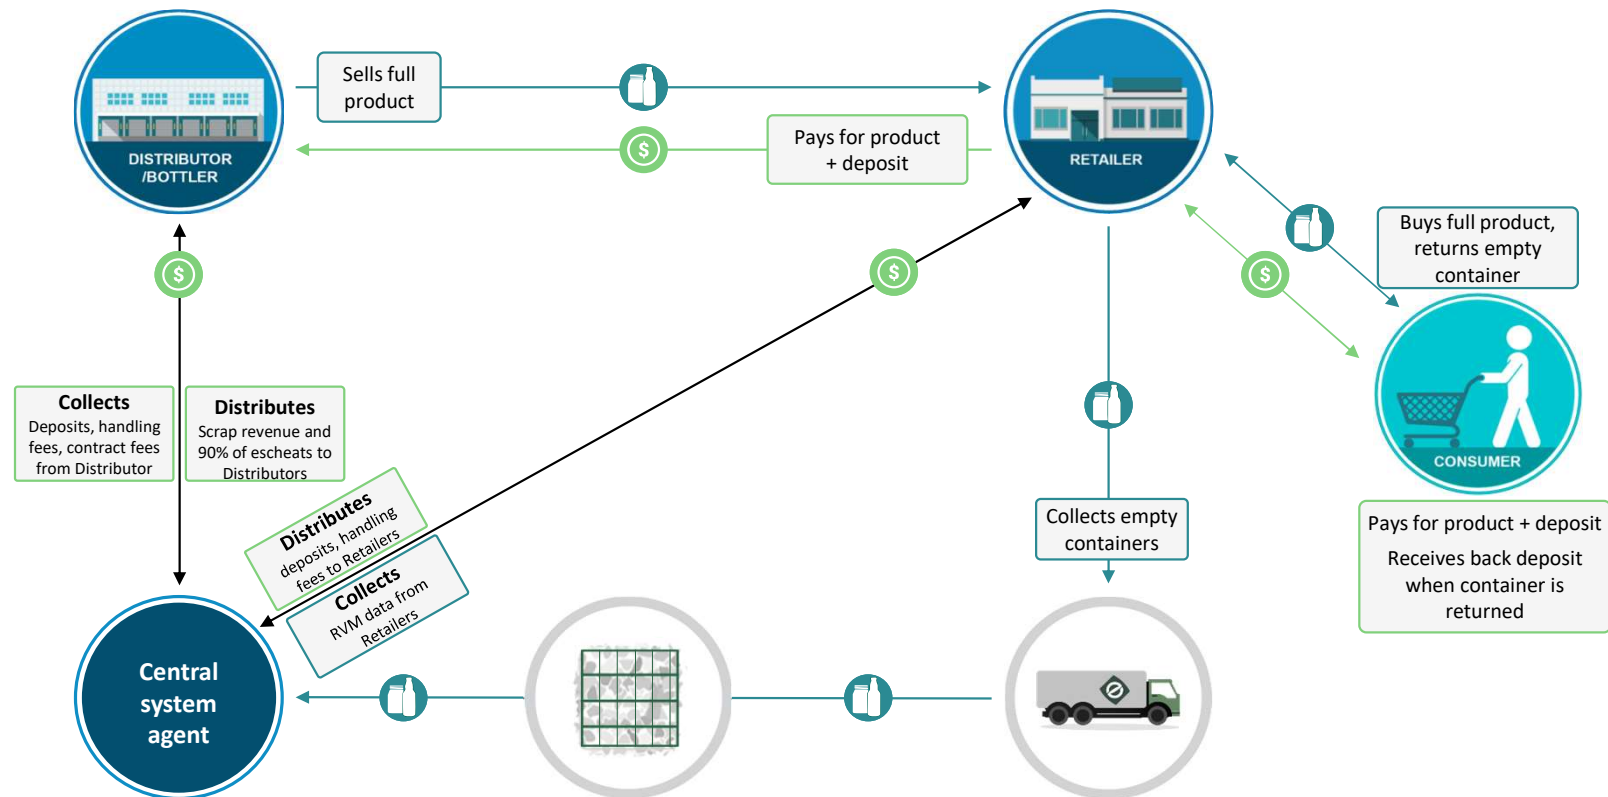 Sells full
product
DISTRIBUTOR
/BOTTLER
$
Pays for product
+ deposit
RETAILER
Buys full product,
returns empty
container
$
$
$
CONSUMER
Pays for product + deposit
Receives back deposit
when container is
returned
Collects
Deposits, handling
fees, contract fees
from Distributor
Distributes
Scrap revenue and
90% of escheats to
Distributors
Distributes
deposits, handling
fees to Retailers
Collects
RVM data from
Retailers
Collects empty
containers
Central
system
agent